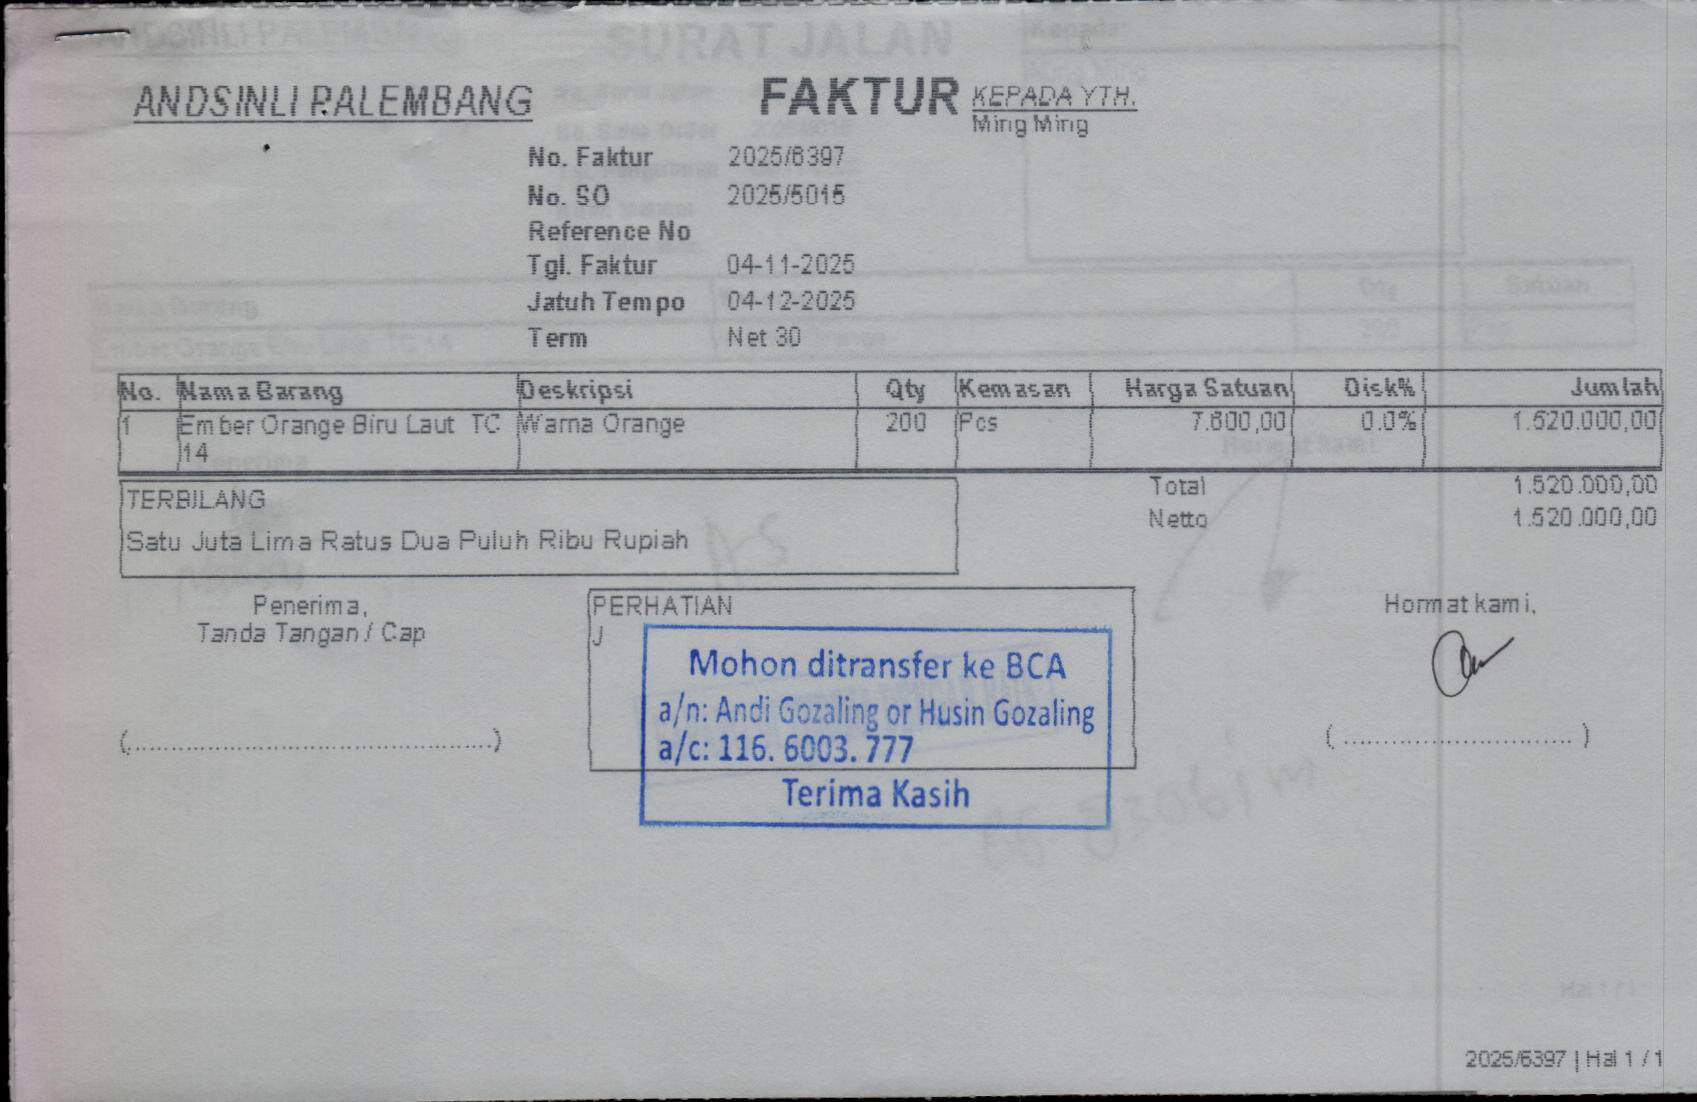 ANDSINLI PALEMBANG
FAKTUR
KEPADA YTH.
Ming Ming
No. Faktur 2025/6397
No. SO 2025/5015
Reference No
Tgl. Faktur 04-11-2025
Jatuh Tempo 04-12-2025
Term Net 30
No. Nama Barang Deskripsi Qty Kemasan Harga Satuan Disk% Jumlah
1 Ember Orange Biru Laut TC Warna Orange 200 Pcs 7.600,00 0.0% 1.520.000,00
14
TERBILANG
Satu Juta Lima Ratus Dua Puluh Ribu Rupiah
Total 1.520.000,00
Netto 1.520.000,00
Penerima,
Tanda Tangan / Cap
(..............................................)
PERHATIAN
J
Mohon ditransfer ke BCA
a/n: Andi Gozaling or Husin Gozaling
a/c: 116. 6003. 777
Terima Kasih
Hormat kami,
(.............................)
2025/6397 | Hal 1 / 1
SURAT JALAN
Kepada: